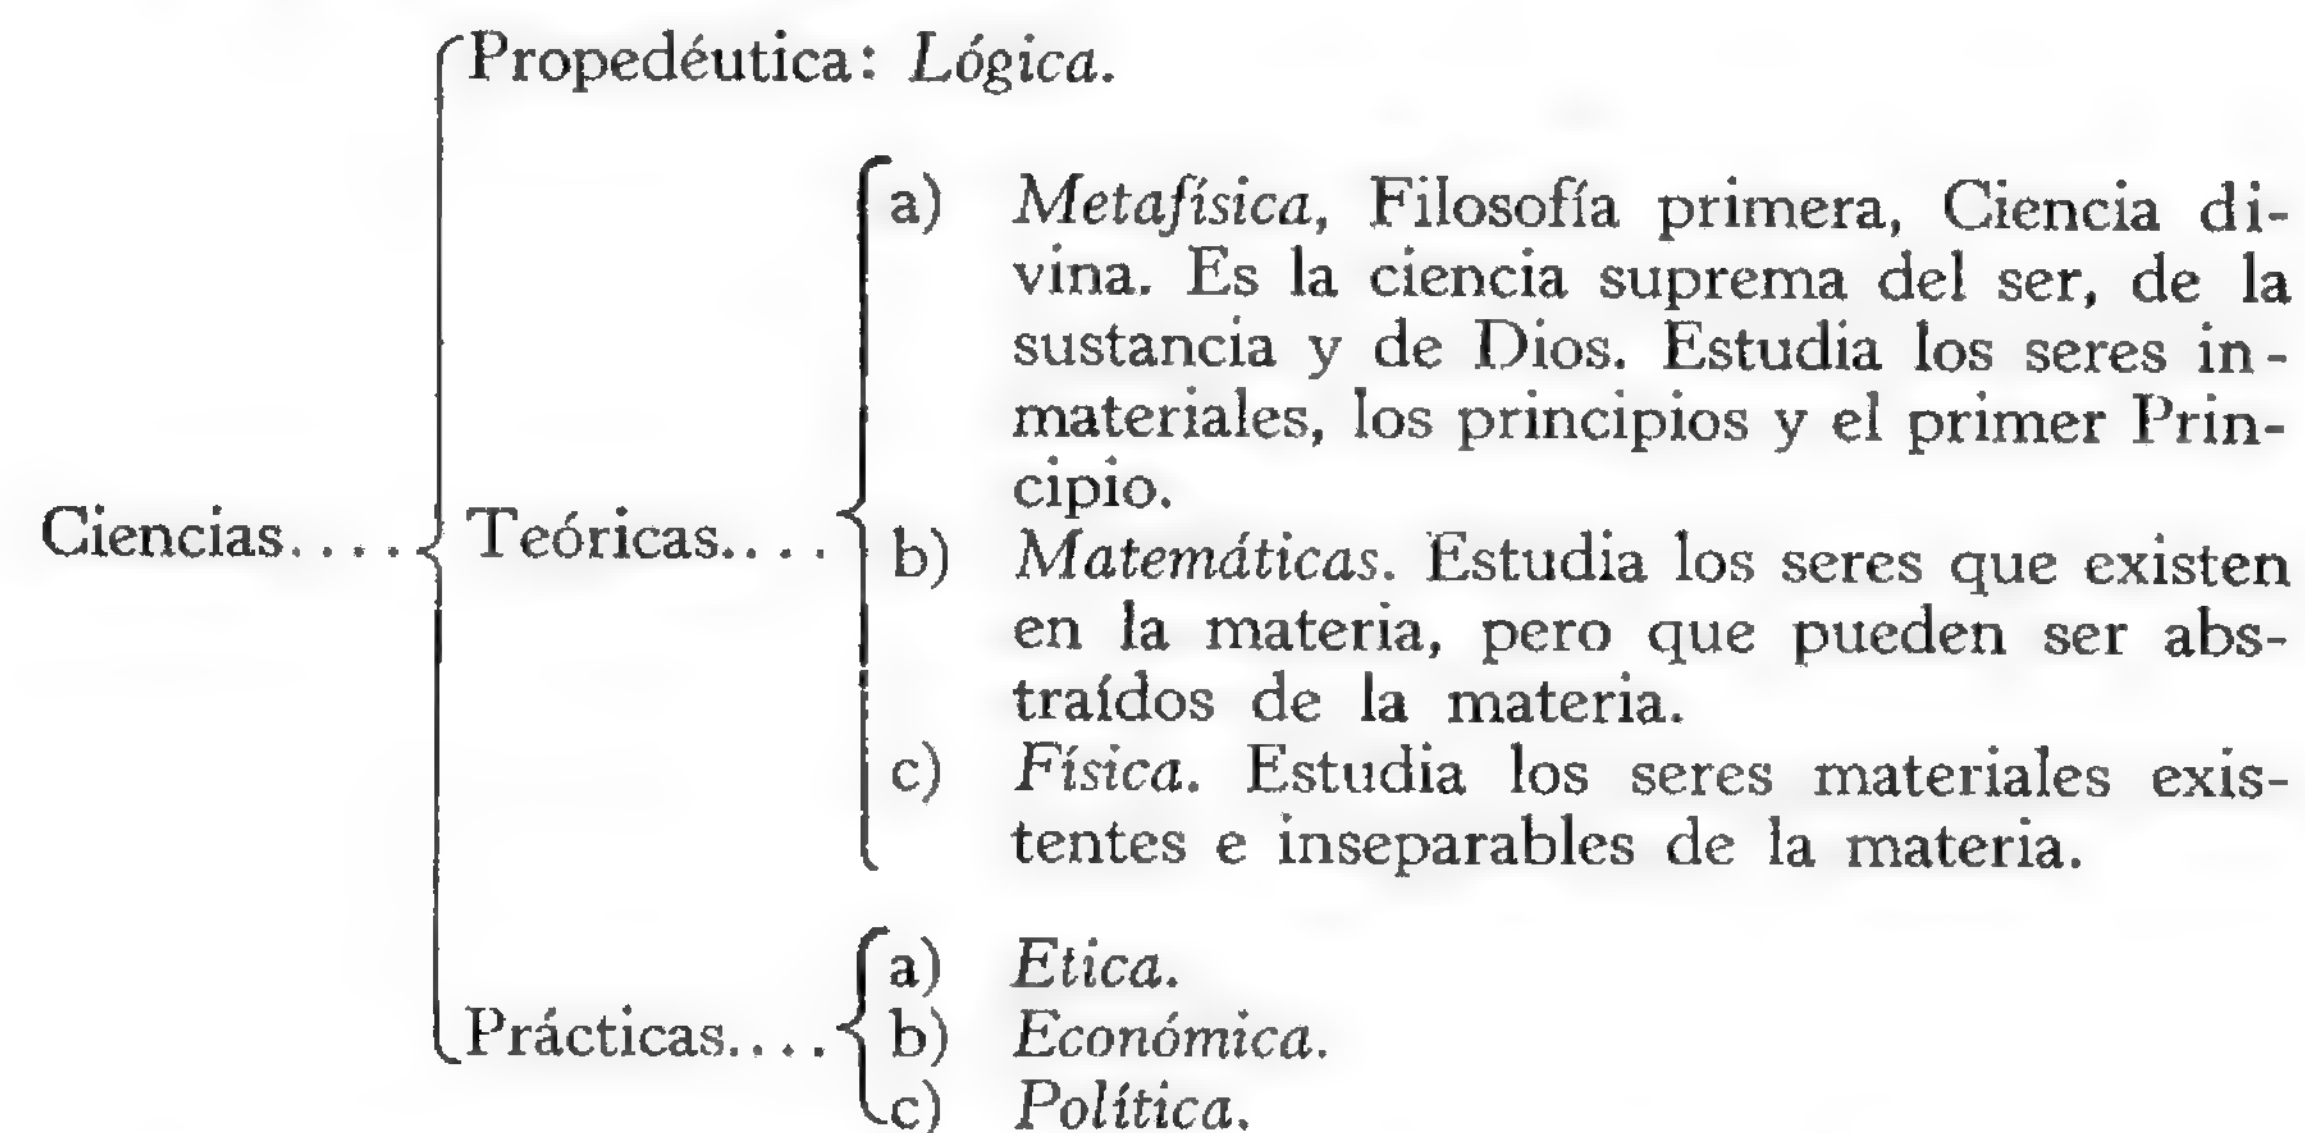 Propedéutica: Lógica.
a) Metafísica, Filosofía primera, Ciencia di-
vina. Es la ciencia suprema del ser, de la
sustancia y de Dios. Estudia los seres in-
materiales, los principios y el primer Prin-
cipio.
Ciencias.... Teóricas....
b) Matemáticas. Estudia los seres que existen
en la materia, pero que pueden ser abs-
traídos de la materia.
c) Física. Estudia los seres materiales exis-
tentes e inseparables de la materia.
Prácticas....
a) Etica.
b) Económica.
c) Política.